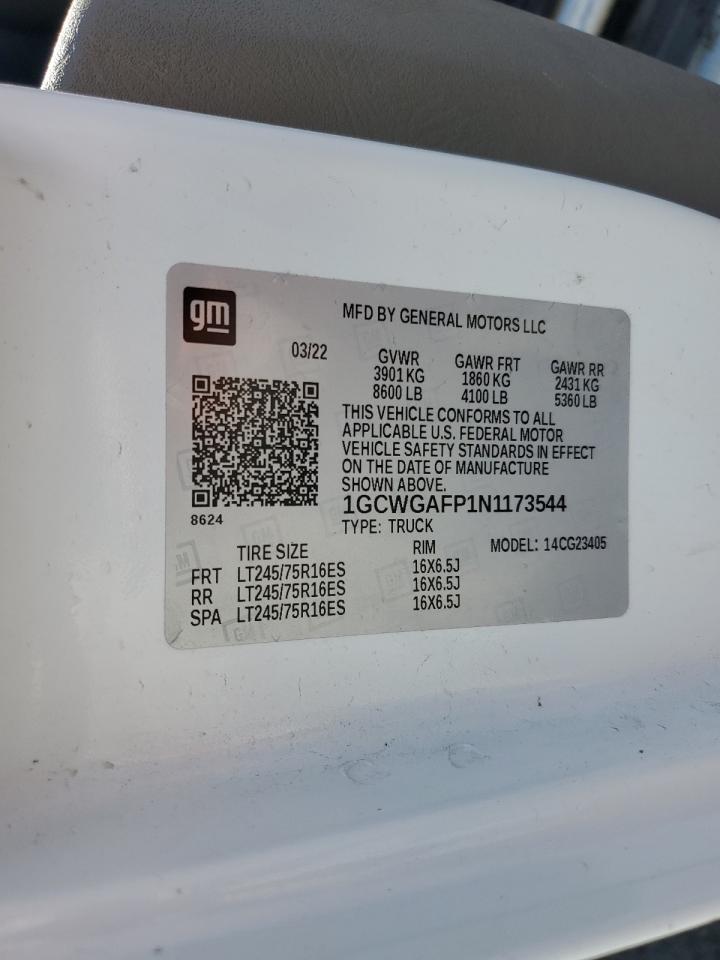 gm
MFD BY GENERAL MOTORS LLC
03/22
GVWR GAWR FRT GAWR RR
3901 KG 1860 KG 2431 KG
8600 LB 4100 LB 5360 LB
THIS VEHICLE CONFORMS TO ALL
APPLICABLE U.S. FEDERAL MOTOR
VEHICLE SAFETY STANDARDS IN EFFECT
ON THE DATE OF MANUFACTURE
SHOWN ABOVE.
1GCWGAFP1N1173544
8624
TYPE: TRUCK
TIRE SIZE RIM MODEL: 14CG23405
FRT LT245/75R16ES 16X6.5J
RR LT245/75R16ES 16X6.5J
SPA LT245/75R16ES 16X6.5J